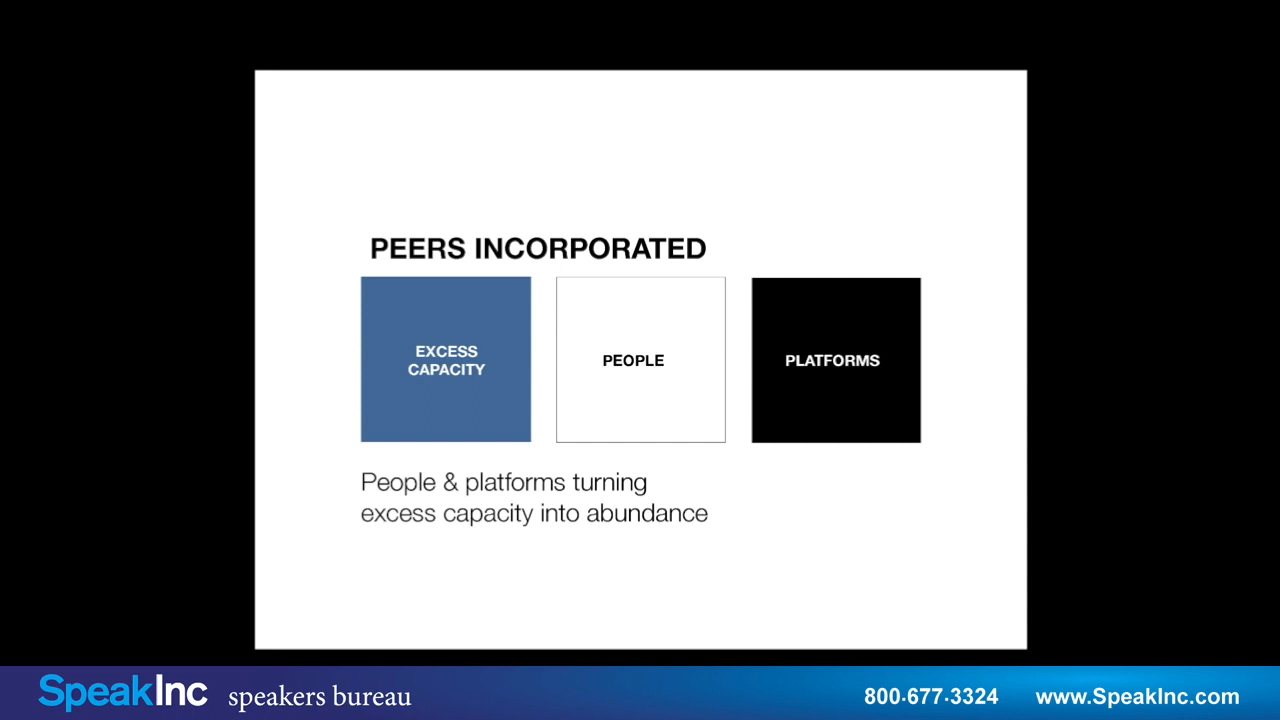 PEERS INCORPORATED
EXCESS
CAPACITY
PEOPLE
PLATFORMS
People & platforms turning
excess capacity into abundance
SpeakInc speakers bureau
800·677·3324 www.SpeakInc.com